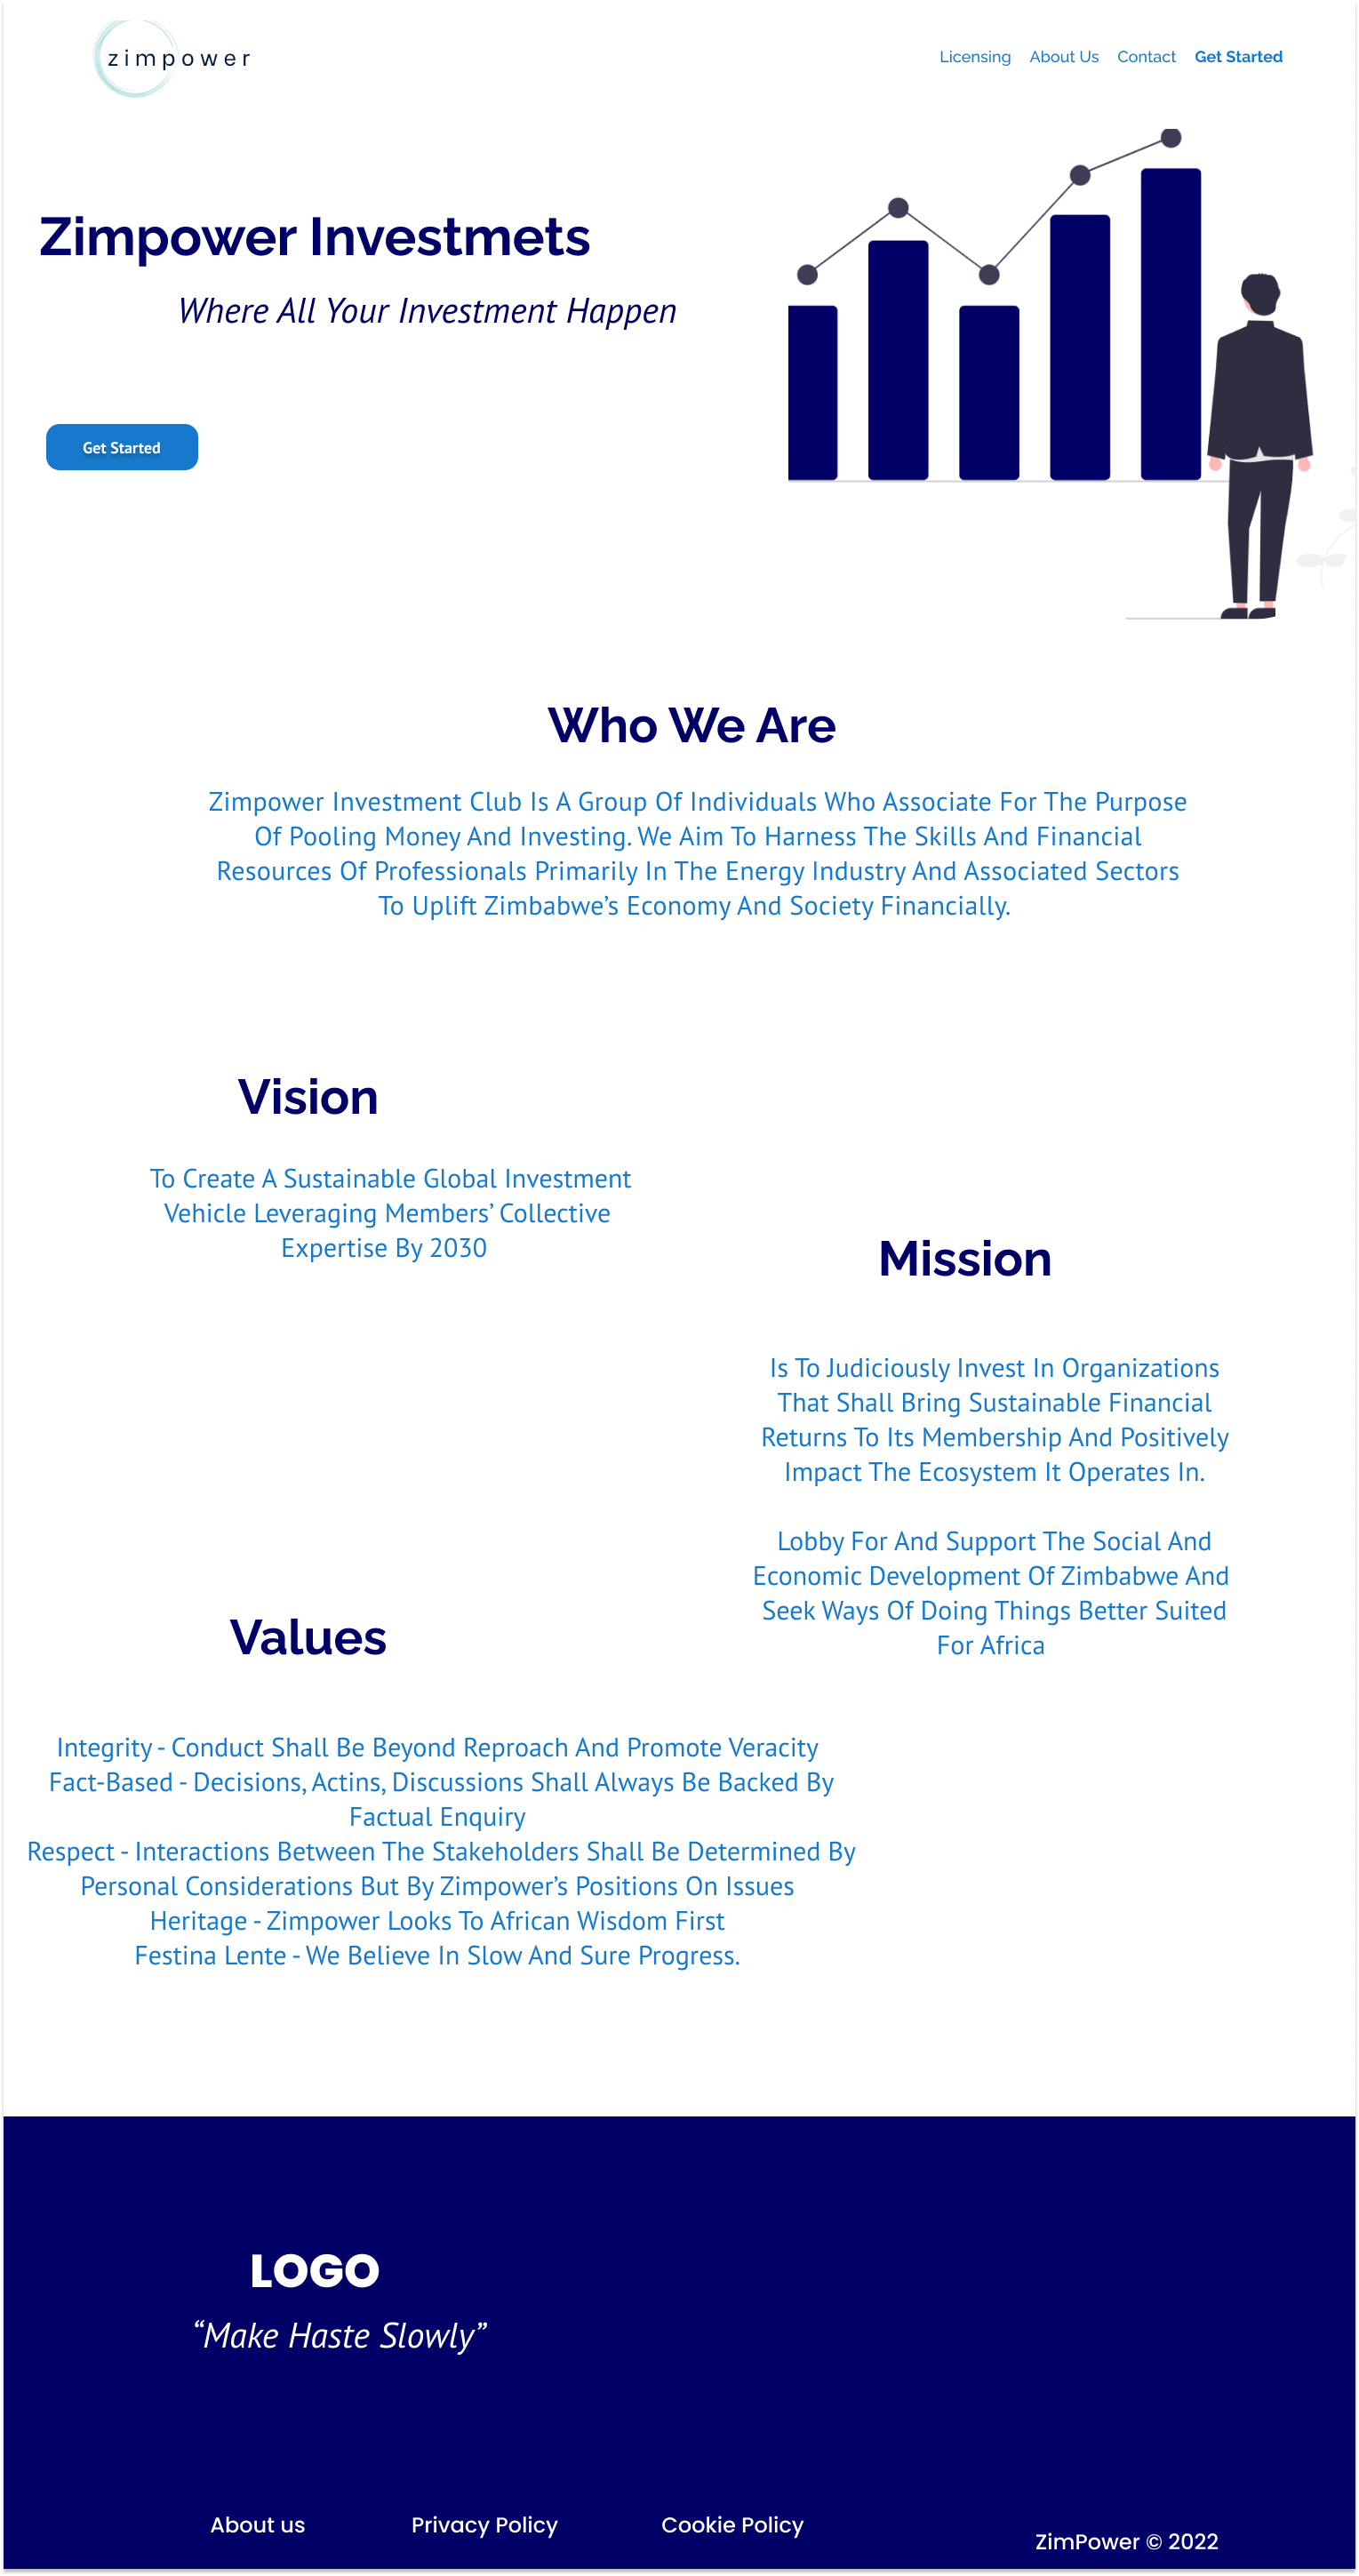 zimpower
Licensing About Us Contact Get Started
Zimpower Investmets
Where All Your Investment Happen
Get Started
Who We Are
Zimpower Investment Club Is A Group Of Individuals Who Associate For The Purpose
Of Pooling Money And Investing. We Aim To Harness The Skills And Financial
Resources Of Professionals Primarily In The Energy Industry And Associated Sectors
To Uplift Zimbabwe’s Economy And Society Financially.
Vision
To Create A Sustainable Global Investment
Vehicle Leveraging Members’ Collective
Expertise By 2030
Mission
Is To Judiciously Invest In Organizations
That Shall Bring Sustainable Financial
Returns To Its Membership And Positively
Impact The Ecosystem It Operates In.
Lobby For And Support The Social And
Economic Development Of Zimbabwe And
Seek Ways Of Doing Things Better Suited
For Africa
Values
Integrity - Conduct Shall Be Beyond Reproach And Promote Veracity
Fact-Based - Decisions, Actins, Discussions Shall Always Be Backed By
Factual Enquiry
Respect - Interactions Between The Stakeholders Shall Be Determined By
Personal Considerations But By Zimpower’s Positions On Issues
Heritage - Zimpower Looks To African Wisdom First
Festina Lente - We Believe In Slow And Sure Progress.
LOGO
“Make Haste Slowly”
About us Privacy Policy Cookie Policy
ZimPower © 2022